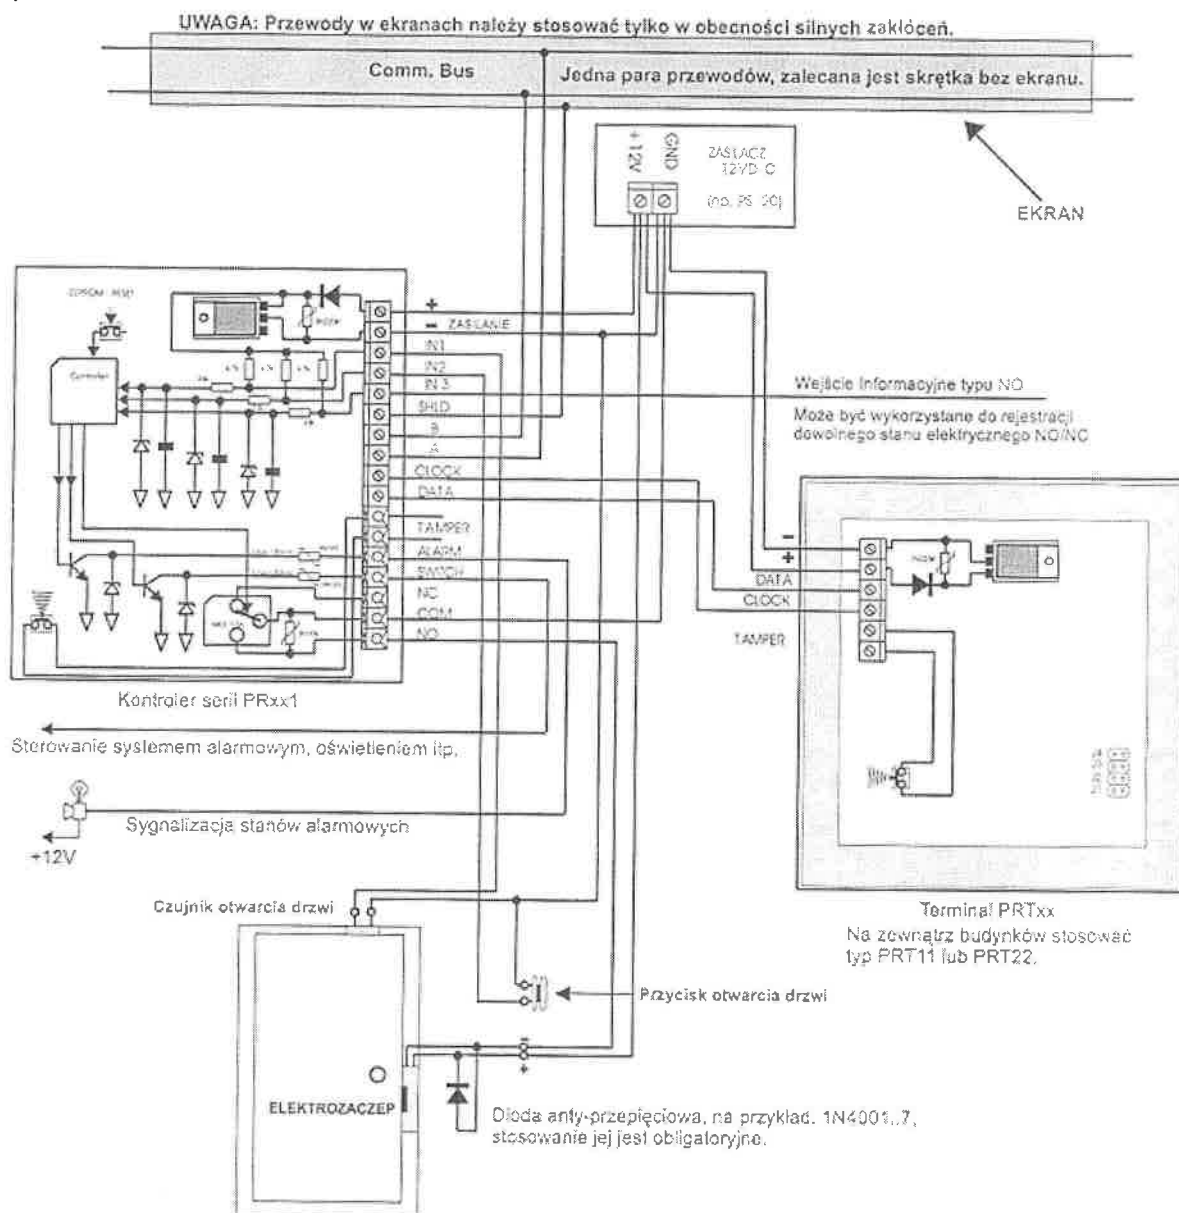 UWAGA: Przewody w ekranach należy stosować tylko w obecności silnych zakłóceń.
Comm. Bus
Jedna para przewodów, zalecana jest skrętka bez ekranu.
+12V
GND
ZASILACZ
12VDC
EKRAN
Controller
+
- ZASILANIE
IN1
IN2
IN3
SHLD
B
A
CLOCK
DATA
TAMPER
ALARM
SWITCH
NC
COM
NO
Kontroler serii PRxx1
Wejście informacyjne typu NO
Może być wykorzystane do rejestracji
dowolnego stanu elektrycznego NO/NC
-
+
DATA
CLOCK
TAMPER
Sterowanie systemem alarmowym, oświetleniem itp.
Sygnalizacja stanów alarmowych
+12V
Terminal PRTxx
Na zewnątrz budynków stosować
typ PRT11 lub PRT22.
Czujnik otwarcia drzwi
Przycisk otwarcia drzwi
-
+
ELEKTROZACZEP
Dioda anty-przepięciowa, na przykład. 1N4001..7,
stosowanie jej jest obligatoryjne.